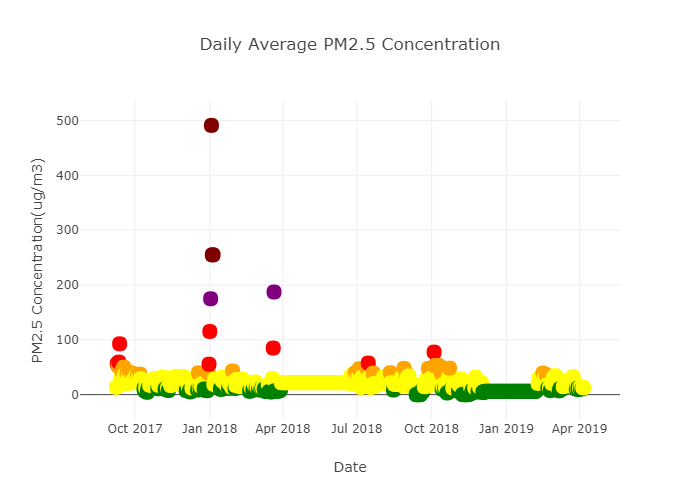 Daily Average PM2.5 Concentration
500
400
300
200
100
0
PM2.5 Concentration(ug/m3)
Oct 2017 Jan 2018 Apr 2018 Jul 2018 Oct 2018 Jan 2019 Apr 2019
Date